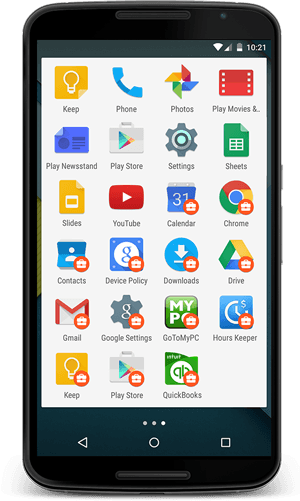 10:21
Keep Phone Photos Play Movies &..
Play Newsstand Play Store Settings Sheets
31
Slides YouTube Calendar Chrome
Contacts Device Policy Downloads Drive
MY
PC
Gmail Google Settings GoToMyPC Hours Keeper
intuit
qb
Keep Play Store QuickBooks